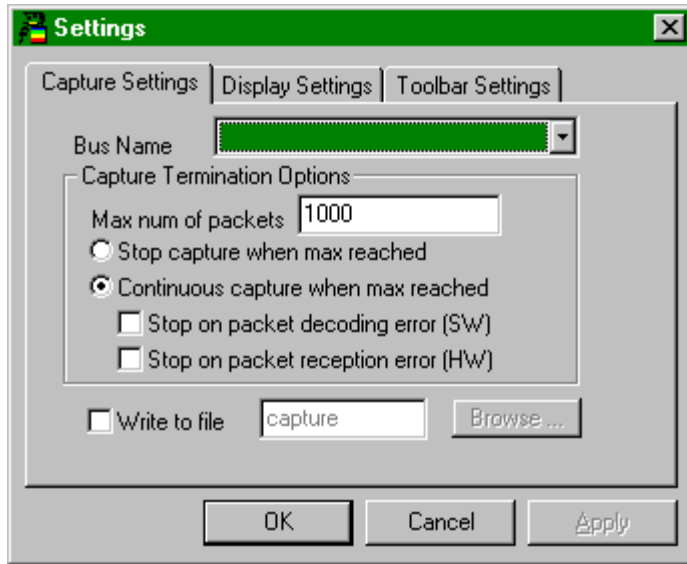 Settings
Capture Settings Display Settings Toolbar Settings
Bus Name
Capture Termination Options
Max num of packets 1000
Stop capture when max reached
Continuous capture when max reached
Stop on packet decoding error (SW)
Stop on packet reception error (HW)
Write to file capture Browse ...
OK Cancel Apply